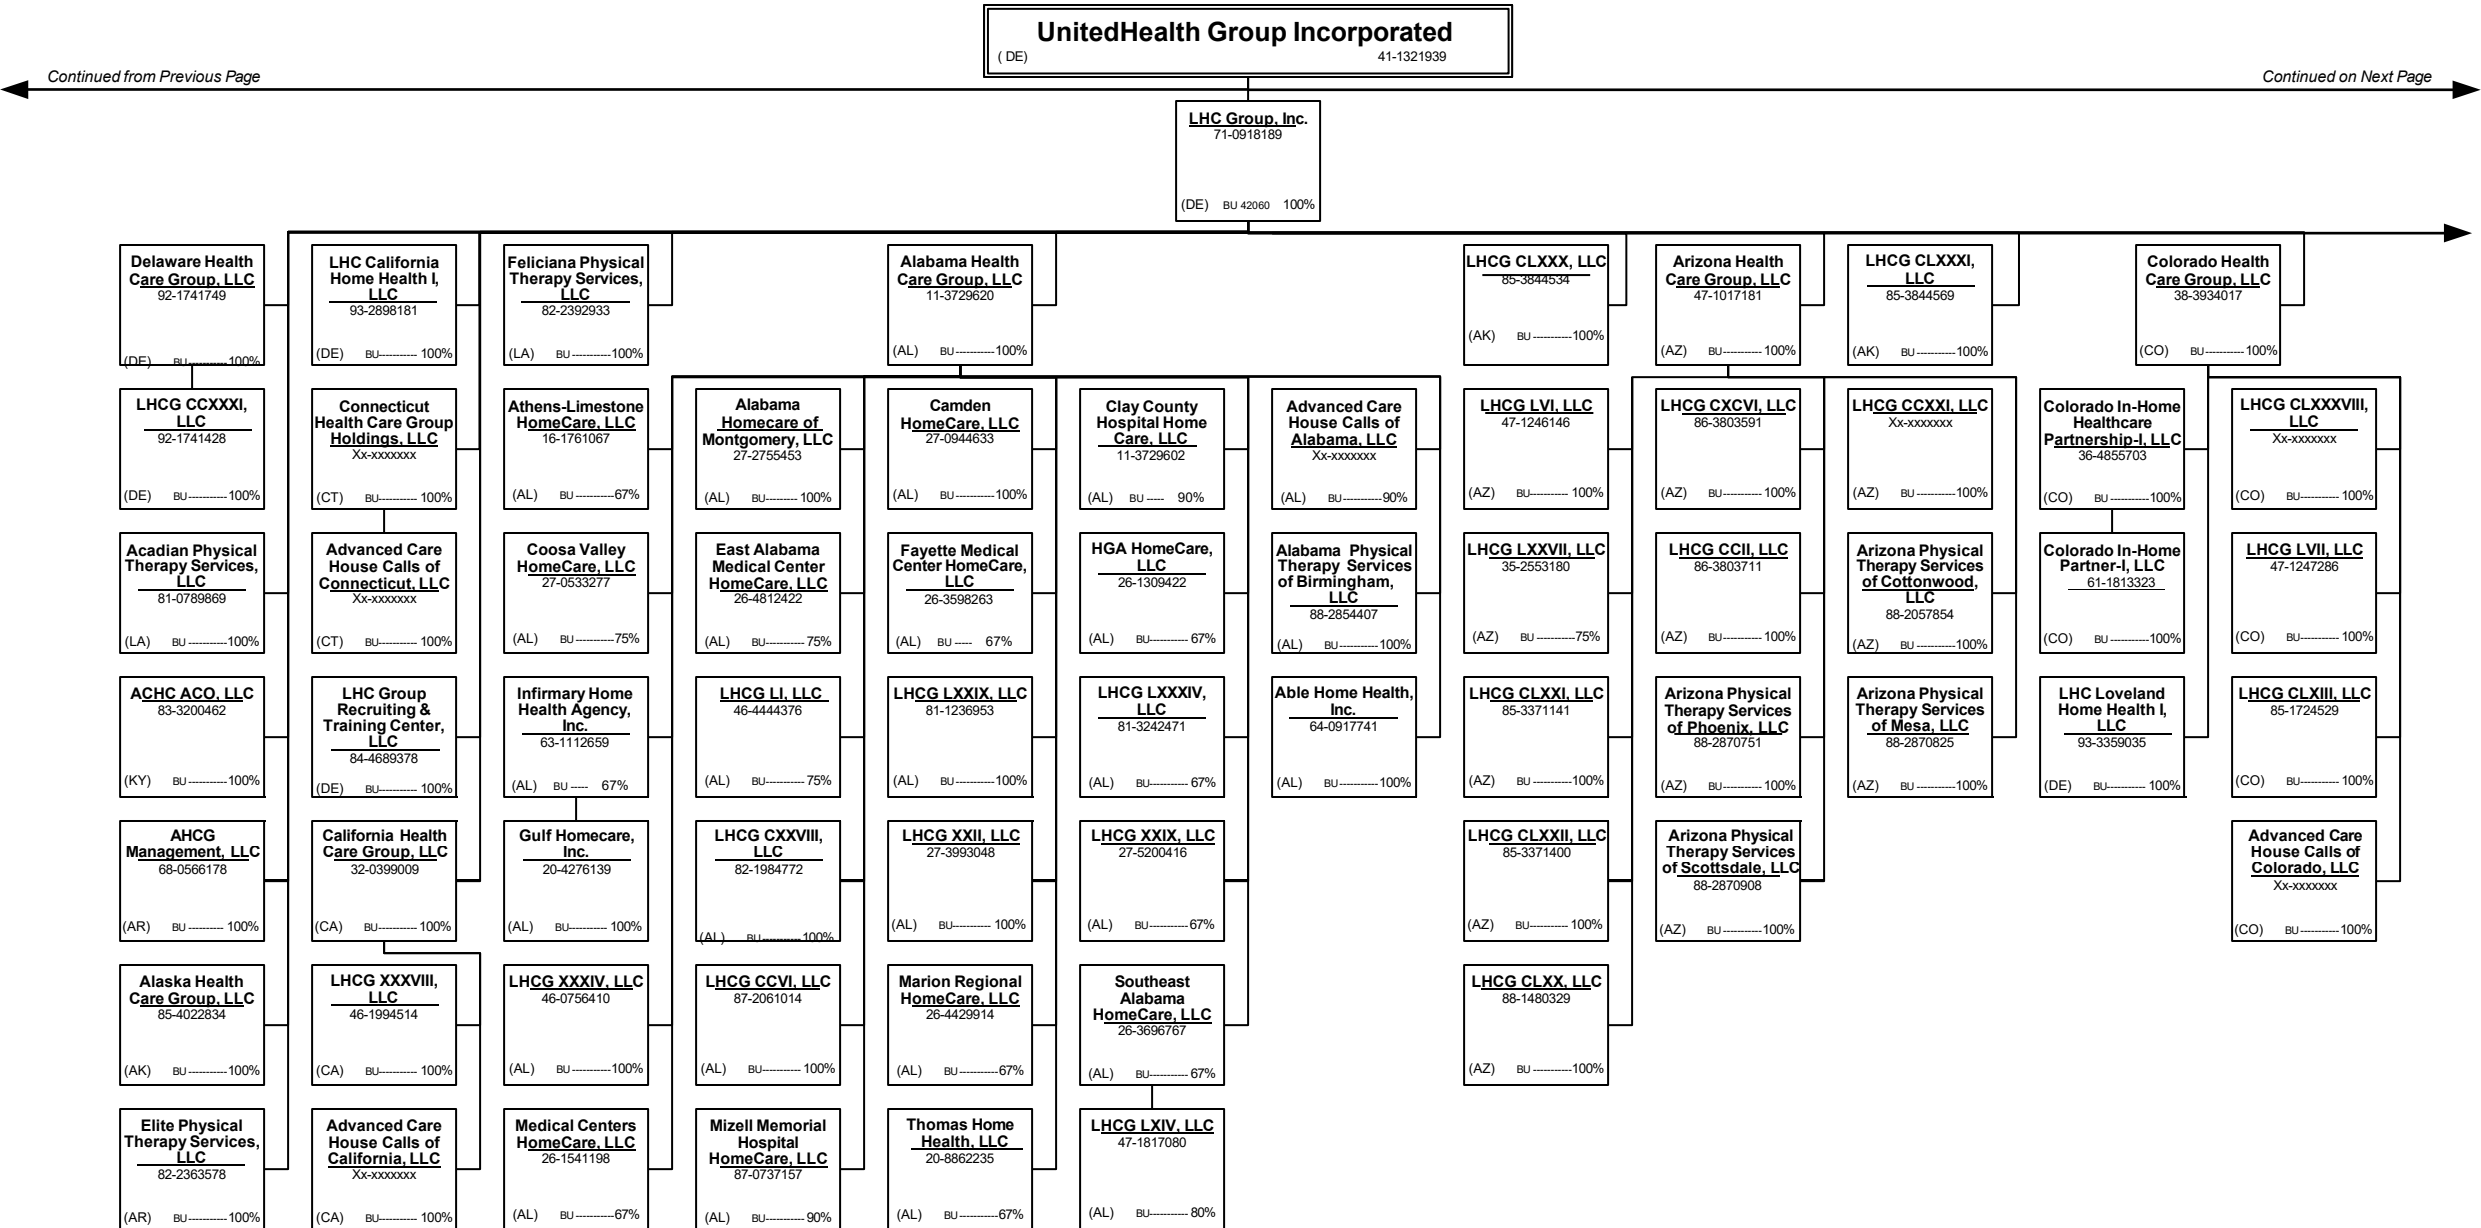 UnitedHealth Group Incorporated
( DE) 41-1321939
Continued from Previous Page
Continued on Next Page
LHC Group, Inc.
71-0918189
(DE) BU 42060 100%
Delaware Health
Care Group, LLC
92-1741749
(DE) BU-----------100%
LHC California
Home Health I,
LLC
93-2898181
(DE) BU----------- 100%
Feliciana Physical
Therapy Services,
LLC
82-2392933
(LA) BU -----------100%
Alabama Health
Care Group, LLC
11-3729620
(AL) BU -----------100%
LHCG CLXXX, LLC
85-3844534
(AK) BU -----------100%
Arizona Health
Care Group, LLC
47-1017181
(AZ) BU----------- 100%
LHCG CLXXXI,
LLC
85-3844569
(AK) BU -----------100%
Colorado Health
Care Group, LLC
38-3934017
(CO) BU -----------100%
LHCG CCXXXI,
LLC
92-1741428
(DE) BU -----------100%
Connecticut
Health Care Group
Holdings, LLC
Xx-xxxxxxx
(CT) BU----------- 100%
Athens-Limestone
HomeCare, LLC
16-1761067
(AL) BU -----------67%
Alabama
Homecare of
Montgomery, LLC
27-2755453
(AL) BU--------- 100%
Camden
HomeCare, LLC
27-0944633
(AL) BU -----------100%
Clay County
Hospital Home
Care, LLC
11-3729602
(AL) BU ----- 90%
Advanced Care
House Calls of
Alabama, LLC
Xx-xxxxxxx
(AL) BU-----------90%
LHCG LVI, LLC
47-1246146
(AZ) BU----------- 100%
LHCG CXCVI, LLC
86-3803591
(AZ) BU----------- 100%
LHCG CCXXI, LLC
Xx-xxxxxxx
(AZ) BU -----------100%
Colorado In-Home
Healthcare
Partnership-I, LLC
36-4855703
(CO) BU -----------100%
LHCG CLXXXVIII,
LLC
Xx-xxxxxxx
(CO) BU----------- 100%
Acadian Physical
Therapy Services,
LLC
81-0789869
(LA) BU -----------100%
Advanced Care
House Calls of
Connecticut, LLC
Xx-xxxxxxx
(CT) BU----------- 100%
Coosa Valley
HomeCare, LLC
27-0533277
(AL) BU -----------75%
East Alabama
Medical Center
HomeCare, LLC
26-4812422
(AL) BU----------- 75%
Fayette Medical
Center HomeCare,
LLC
26-3598263
(AL) BU ----- 67%
HGA HomeCare,
LLC
26-1309422
(AL) BU----------- 67%
Alabama Physical
Therapy Services
of Birmingham,
LLC
88-2854407
(AL) BU-----------100%
LHCG LXXVII, LLC
35-2553180
(AZ) BU -----------75%
LHCG CCII, LLC
86-3803711
(AZ) BU----------- 100%
Arizona Physical
Therapy Services
of Cottonwood,
LLC
88-2057854
(AZ) BU -----------100%
Colorado In-Home
Partner-I, LLC
61-1813323
(CO) BU -----------100%
LHCG LVII, LLC
47-1247286
(CO) BU----------- 100%
ACHC ACO, LLC
83-3200462
(KY) BU -----------100%
LHC Group
Recruiting &
Training Center,
LLC
84-4689378
(DE) BU----------- 100%
Infirmary Home
Health Agency,
Inc.
63-1112659
(AL) BU ----- 67%
LHCG LI, LLC
46-4444376
(AL) BU----------- 75%
LHCG LXXIX, LLC
81-1236953
(AL) BU -----------100%
LHCG LXXXIV,
LLC
81-3242471
(AL) BU----------- 67%
Able Home Health,
Inc.
64-0917741
(AL) BU-----------100%
LHCG CLXXI, LLC
85-3371141
(AZ) BU -----------100%
Arizona Physical
Therapy Services
of Phoenix, LLC
88-2870751
(AZ) BU----------- 100%
Arizona Physical
Therapy Services
of Mesa, LLC
88-2870825
(AZ) BU -----------100%
LHC Loveland
Home Health I,
LLC
93-3359035
(DE) BU----------- 100%
LHCG CLXIII, LLC
85-1724529
(CO) BU----------- 100%
AHCG
Management, LLC
68-0566178
(AR) BU ---------- 100%
California Health
Care Group, LLC
32-0399009
(CA) BU----------- 100%
Gulf Homecare,
Inc.
20-4276139
(AL) BU----------- 100%
LHCG CXXVIII,
LLC
82-1984772
(AL) BU-----------100%
LHCG XXII, LLC
27-3993048
(AL) BU----------- 100%
LHCG XXIX, LLC
27-5200416
(AL) BU-----------67%
LHCG CLXXII, LLC
85-3371400
(AZ) BU----------- 100%
Arizona Physical
Therapy Services
of Scottsdale, LLC
88-2870908
(AZ) BU -----------100%
Advanced Care
House Calls of
Colorado, LLC
Xx-xxxxxxx
(CO) BU -----------100%
Alaska Health
Care Group, LLC
85-4022834
(AK) BU -----------100%
LHCG XXXVIII,
LLC
46-1994514
(CA) BU----------- 100%
LHCG XXXIV, LLC
46-0756410
(AL) BU -----------100%
LHCG CCVI, LLC
87-2061014
(AL) BU----------- 100%
Marion Regional
HomeCare, LLC
26-4429914
(AL) BU -----------67%
Southeast
Alabama
HomeCare, LLC
26-3696767
(AL) BU----------- 67%
LHCG CLXX, LLC
88-1480329
(AZ) BU -----------100%
Elite Physical
Therapy Services,
LLC
82-2363578
(AR) BU -----------100%
Advanced Care
House Calls of
California, LLC
Xx-xxxxxxx
(CA) BU----------- 100%
Medical Centers
HomeCare, LLC
26-1541198
(AL) BU -----------67%
Mizell Memorial
Hospital
HomeCare, LLC
87-0737157
(AL) BU----------- 90%
Thomas Home
Health, LLC
20-8862235
(AL) BU -----------67%
LHCG LXIV, LLC
47-1817080
(AL) BU----------- 80%